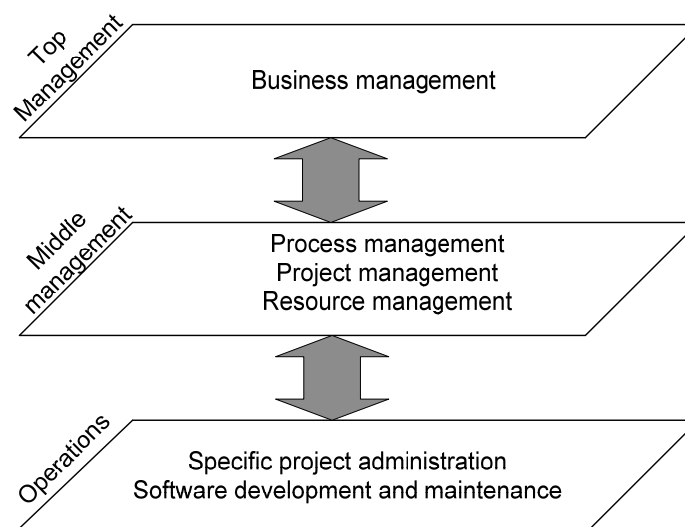 Top
Management
Business management
Middle
management
Process management
Project management
Resource management
Operations
Specific project administration
Software development and maintenance